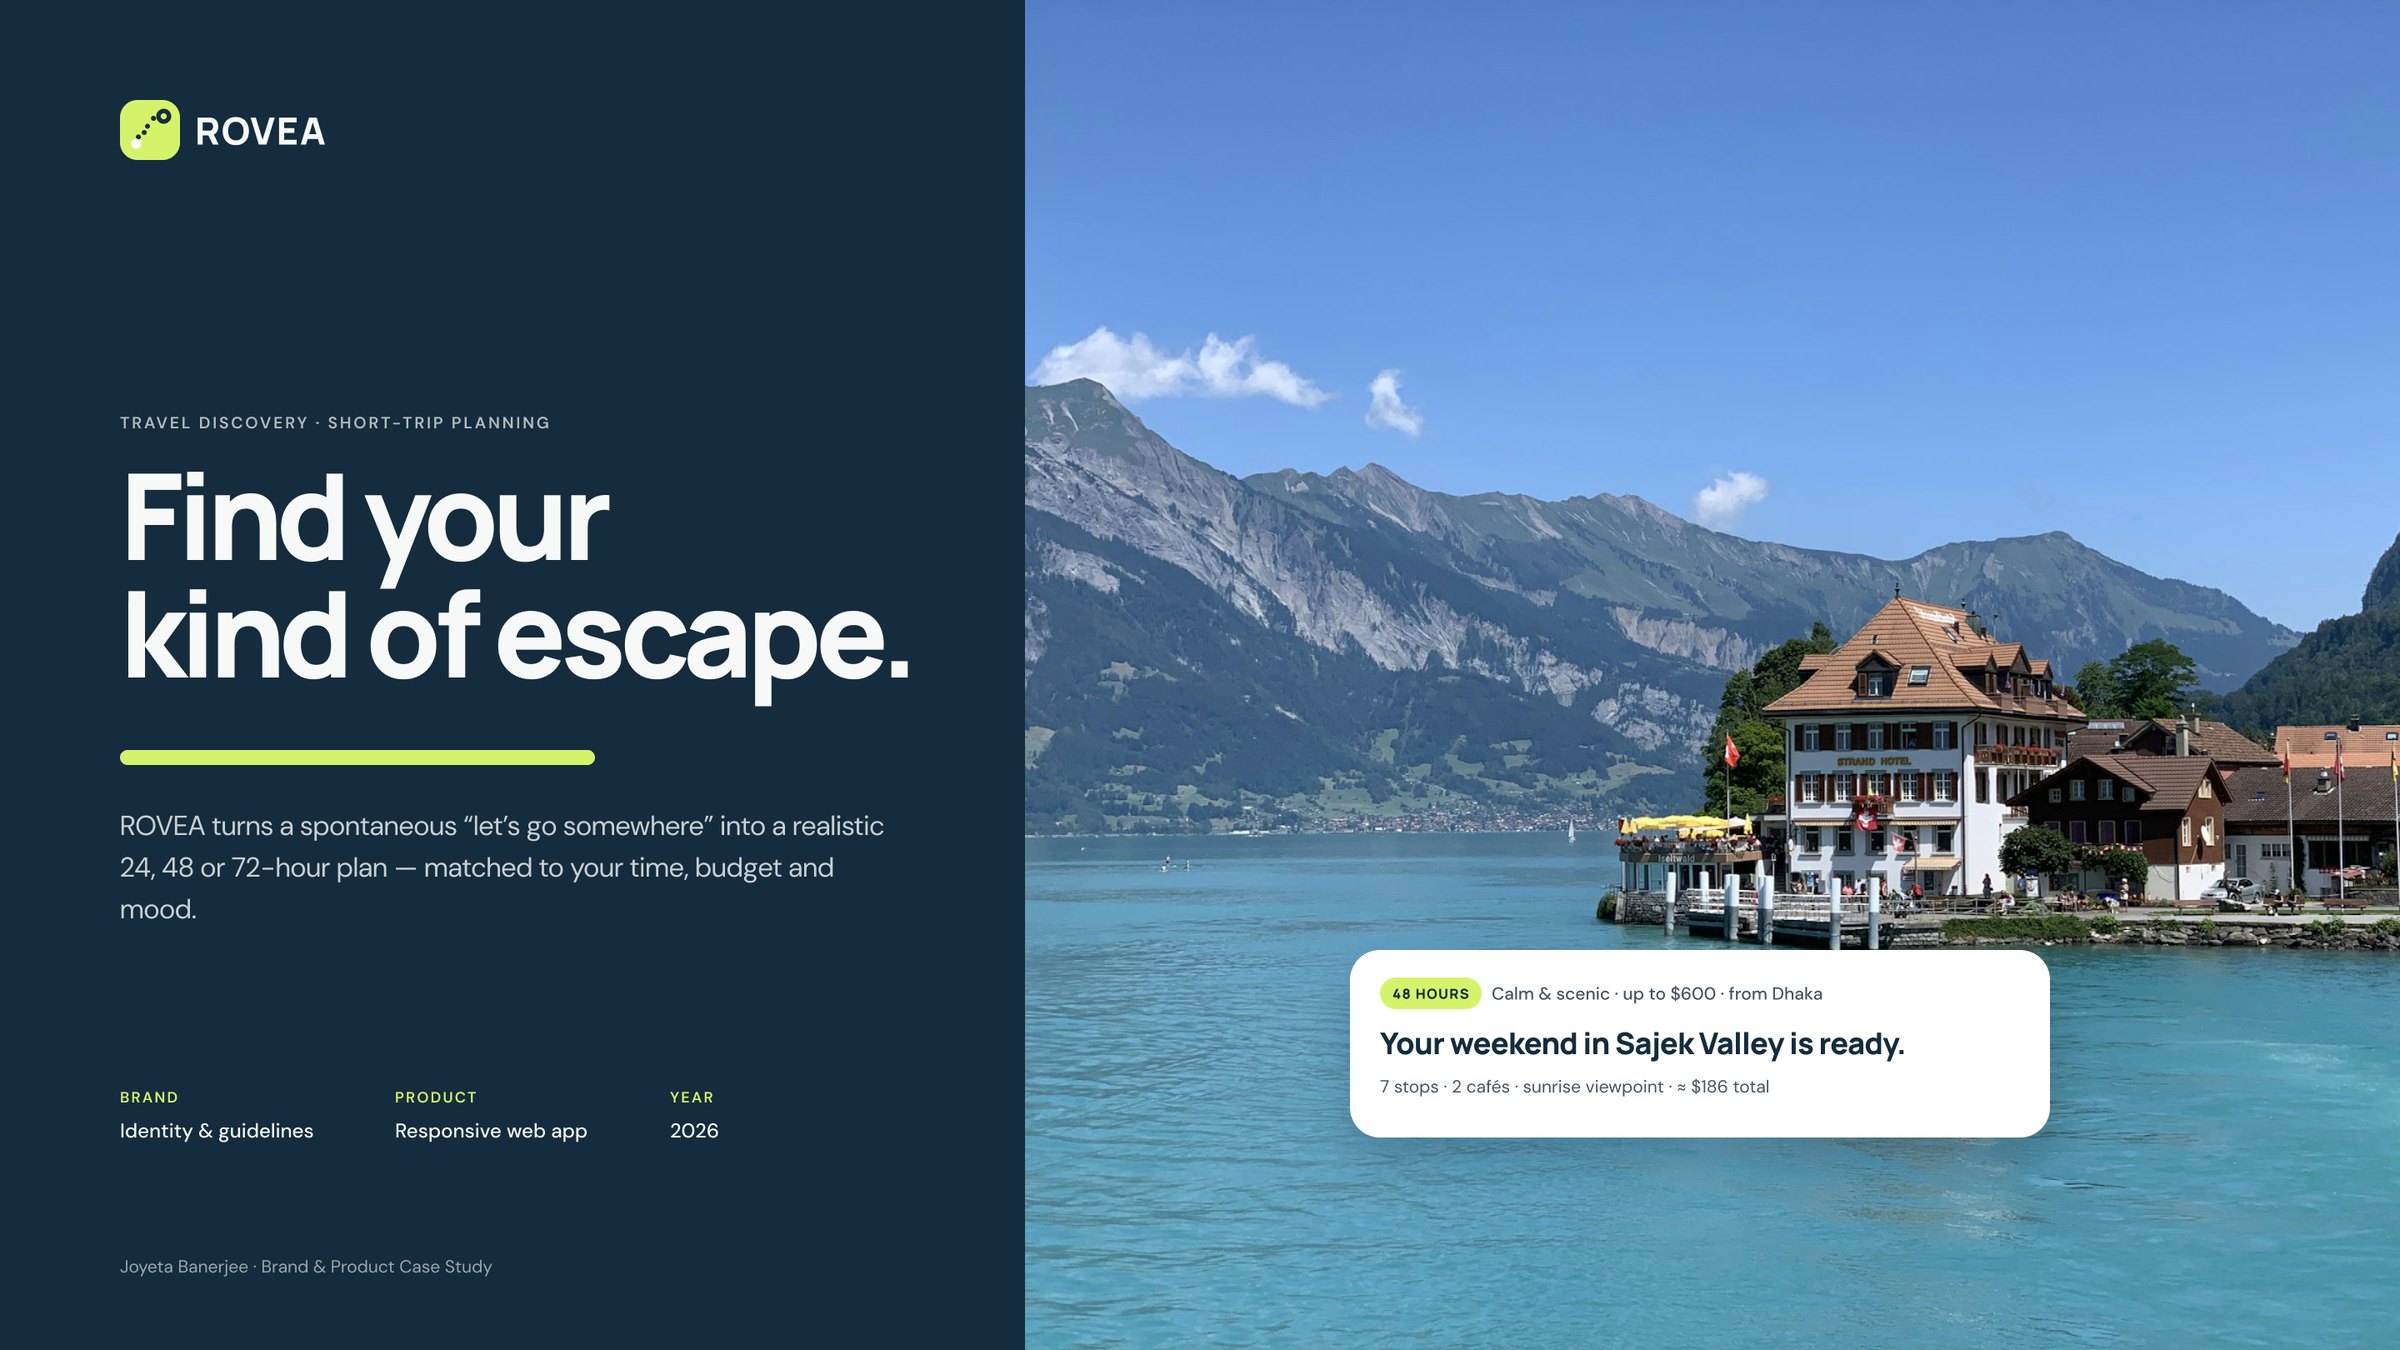 ROVEA
TRAVEL DISCOVERY · SHORT-TRIP PLANNING
Find your
kind of escape.
ROVEA turns a spontaneous “let’s go somewhere” into a realistic
24, 48 or 72-hour plan — matched to your time, budget and
mood.
BRAND
Identity & guidelines
PRODUCT
Responsive web app
YEAR
2026
Joyeta Banerjee · Brand & Product Case Study
STRAND HOTEL
Iseltwald
48 HOURS
Calm & scenic · up to $600 · from Dhaka
Your weekend in Sajek Valley is ready.
7 stops · 2 cafés · sunrise viewpoint · ≈ $186 total